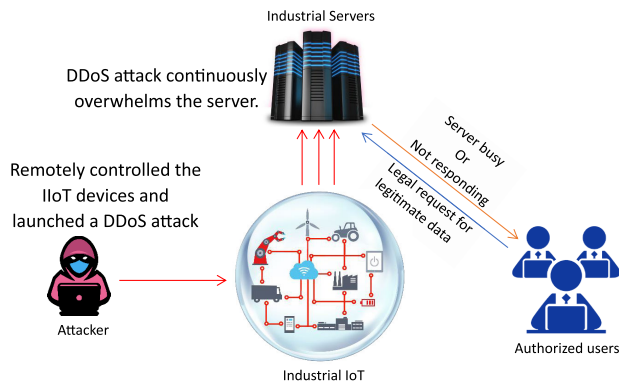 Industrial Servers
DDoS attack continuously
overwhelms the server.
Server busy
Or
Not responding
Legal request for
legitimate data
Remotely controlled the
IIoT devices and
launched a DDoS attack
Attacker
Industrial IoT
Authorized users